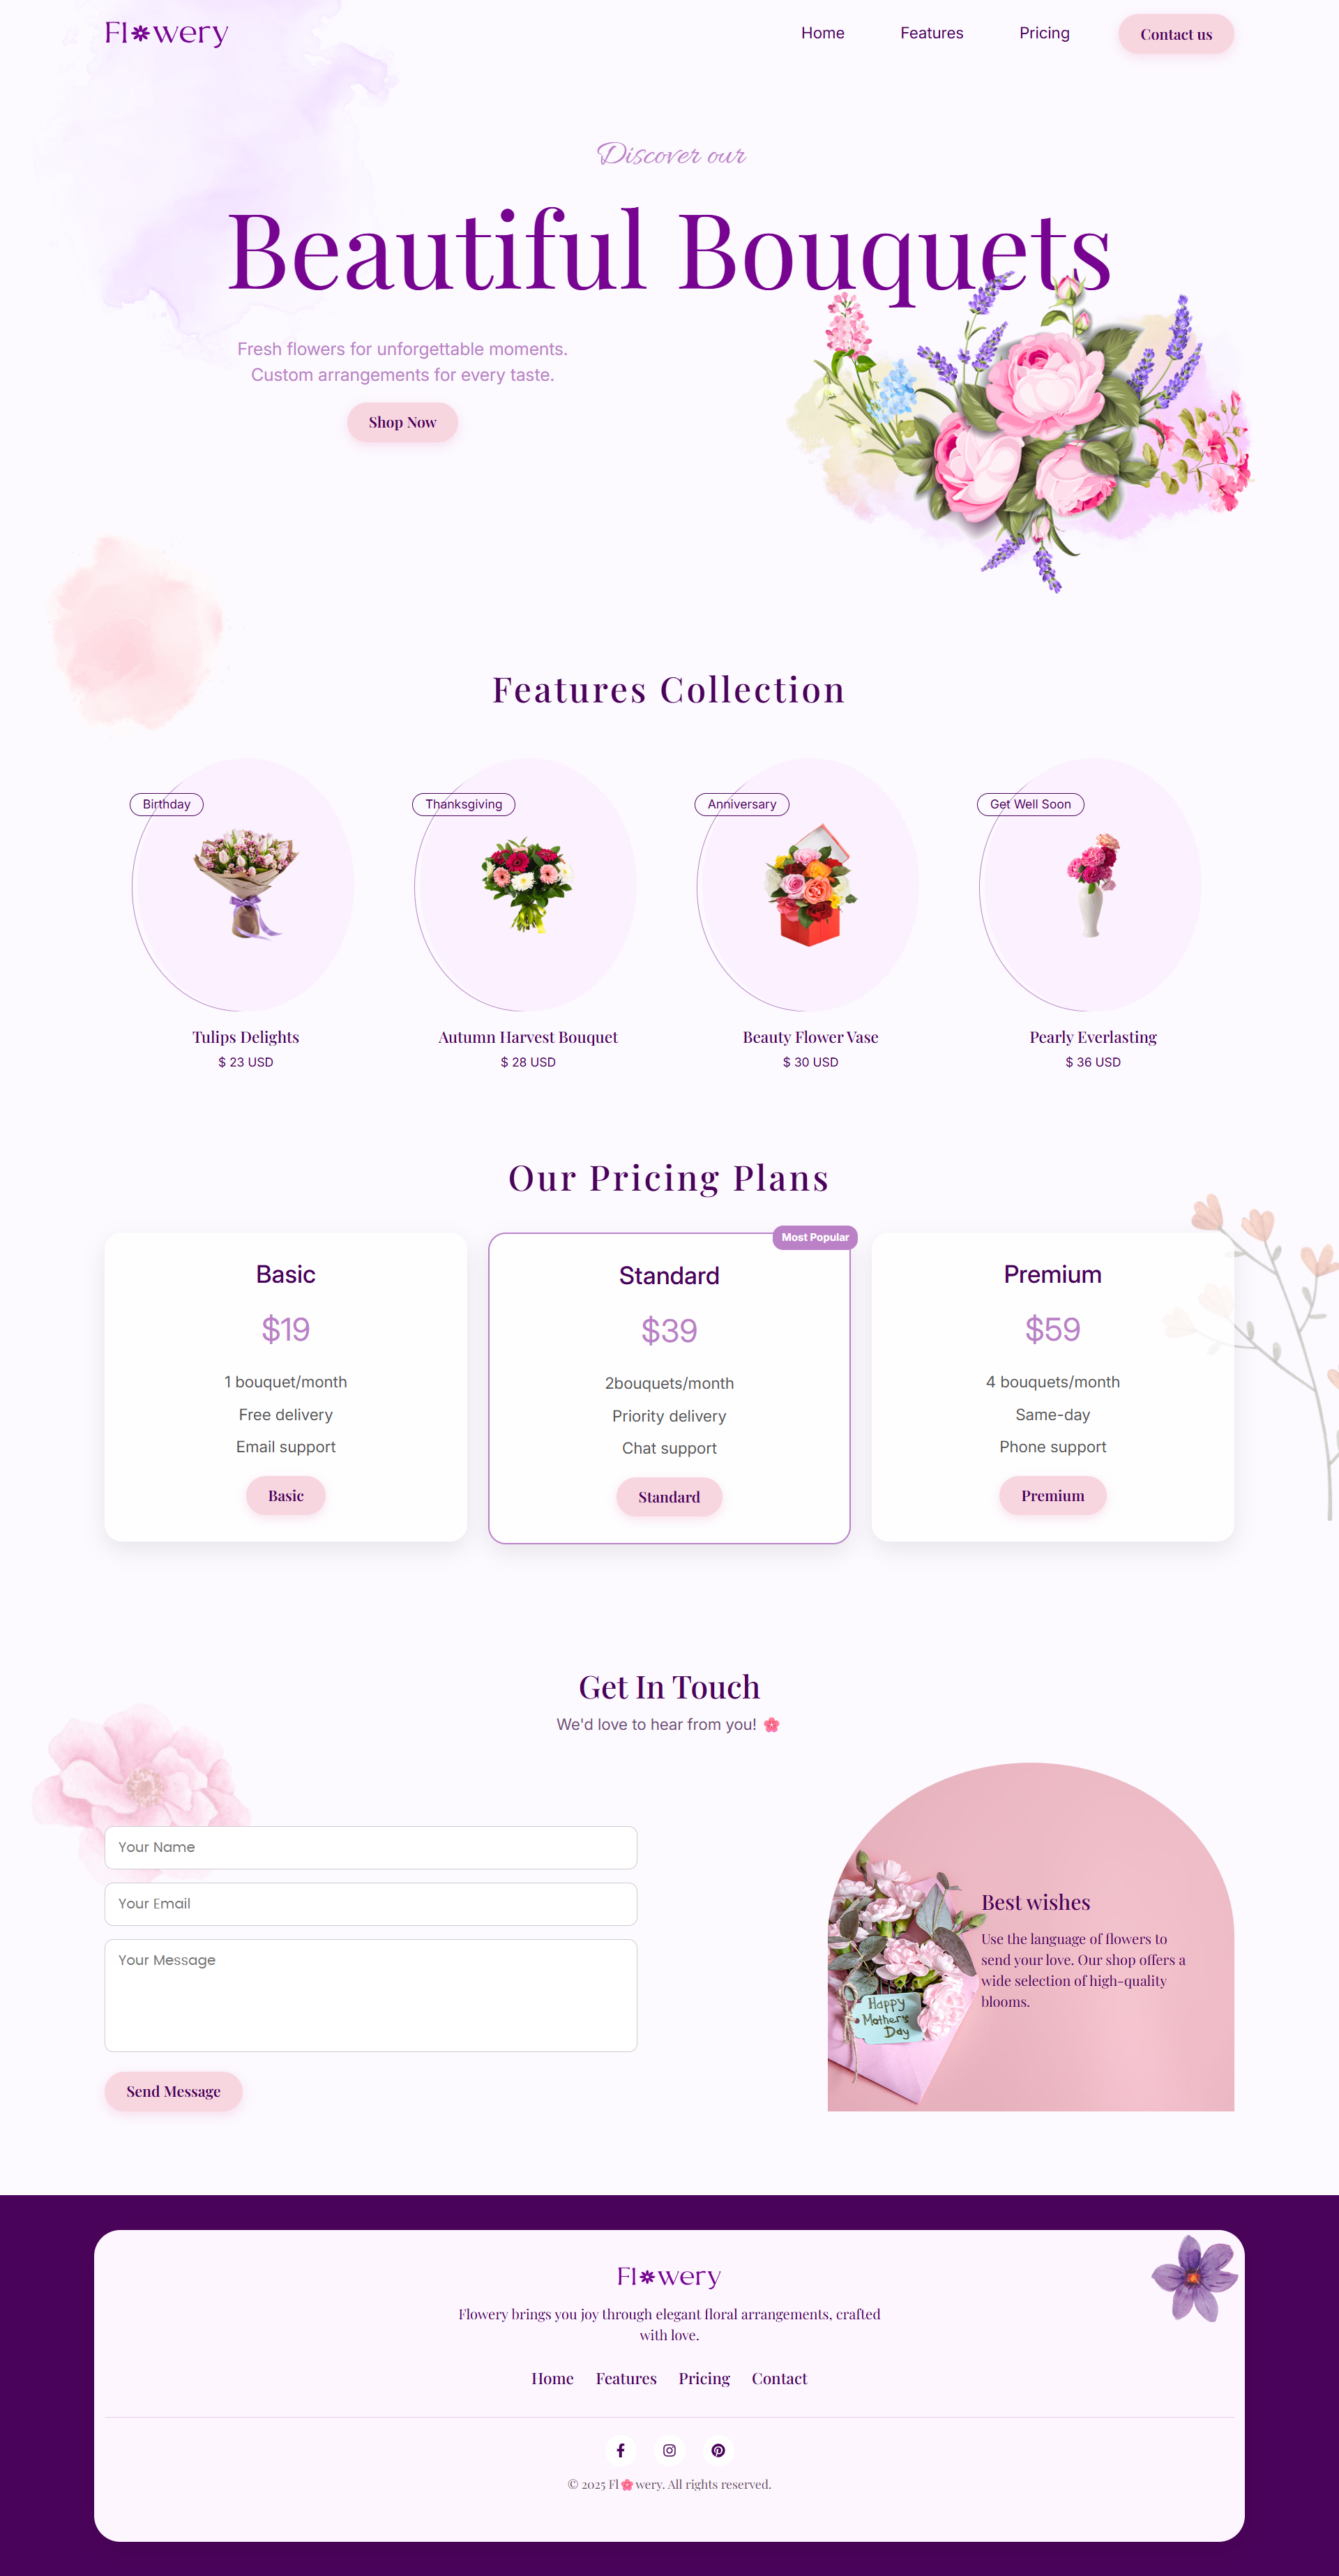 Flowery
Home Features Pricing Contact us
Discover our
Beautiful Bouquets
Fresh flowers for unforgettable moments.
Custom arrangements for every taste.
Shop Now
Features Collection
Birthday
Tulips Delights
$ 23 USD
Thanksgiving
Autumn Harvest Bouquet
$ 28 USD
Anniversary
Beauty Flower Vase
$ 30 USD
Get Well Soon
Pearly Everlasting
$ 36 USD
Our Pricing Plans
Basic
$19
1 bouquet/month
Free delivery
Email support
Basic
Most Popular
Standard
$39
2bouquets/month
Priority delivery
Chat support
Standard
Premium
$59
4 bouquets/month
Same-day
Phone support
Premium
Get In Touch
We'd love to hear from you! 🌸
Your Name
Your Email
Your Message
Send Message
Happy
Mother's
Day
Best wishes
Use the language of flowers to
send your love. Our shop offers a
wide selection of high-quality
blooms.
Flowery
Flowery brings you joy through elegant floral arrangements, crafted
with love.
Home Features Pricing Contact
© 2025 Fl🌸wery. All rights reserved.